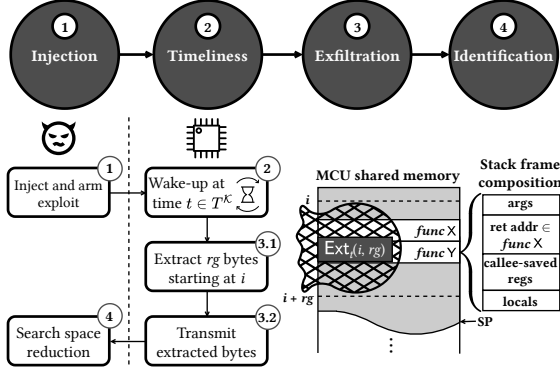 1
Injection
2
Timeliness
3
Exfiltration
4
Identification
1
Inject and arm
exploit
2
Wake-up at
time t ∈ T^𝒦
3.1
Extract rg bytes
starting at i
3.2
Transmit
extracted bytes
4
Search space
reduction
MCU shared memory
i
func X
Ext_t(i, rg)
func Y
i + rg
SP
⋮
Stack frame
composition
args
ret addr ∈
func X
callee-saved
regs
locals